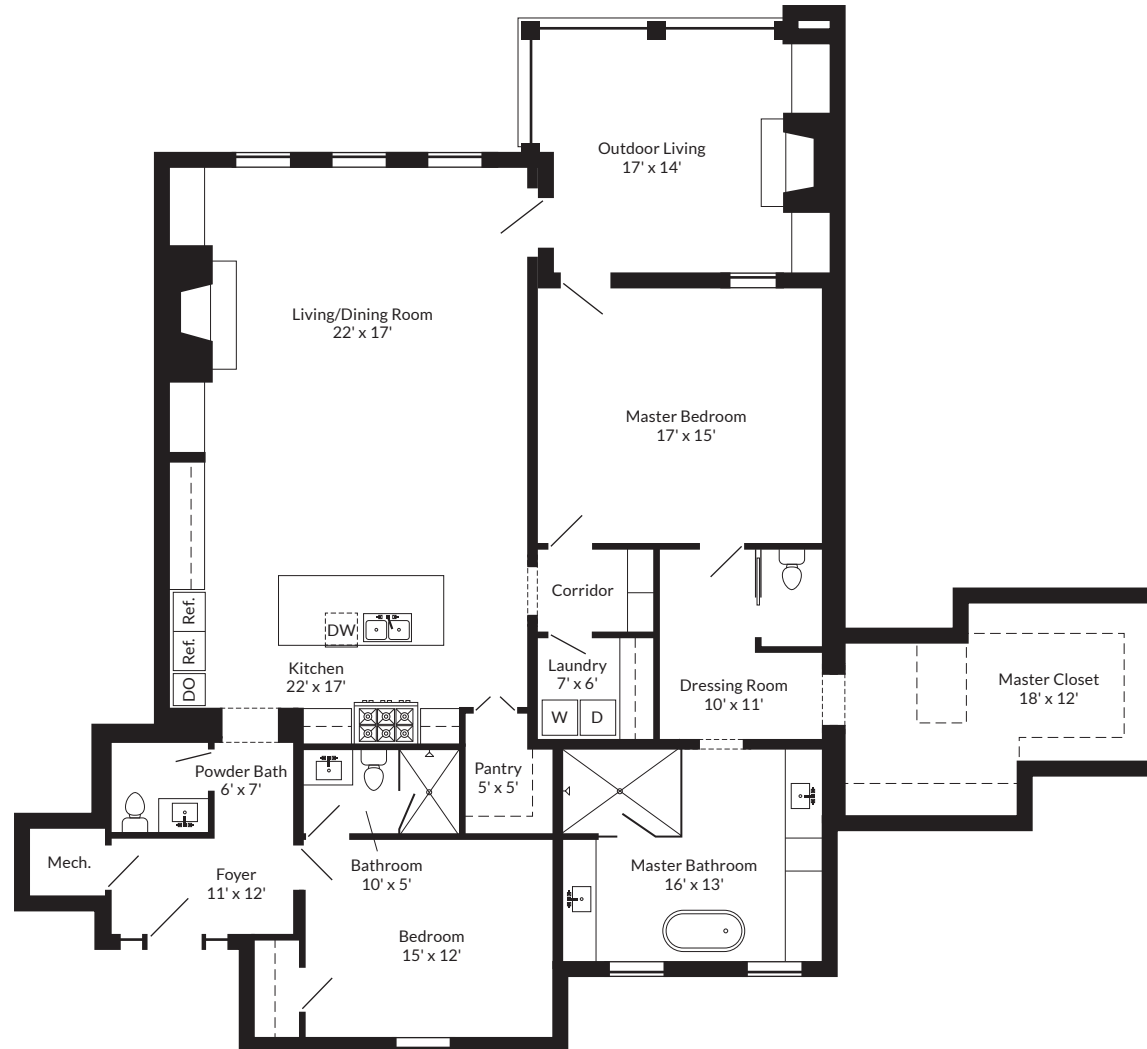 Outdoor Living
17' x 14'
Living/Dining Room
22' x 17'
Master Bedroom
17' x 15'
Corridor
Ref.
Ref.
DO
DW
Kitchen
22' x 17'
Laundry
7' x 6'
W
D
Dressing Room
10' x 11'
Master Closet
18' x 12'
Powder Bath
6' x 7'
Pantry
5' x 5'
Mech.
Foyer
11' x 12'
Bathroom
10' x 5'
Master Bathroom
16' x 13'
Bedroom
15' x 12'